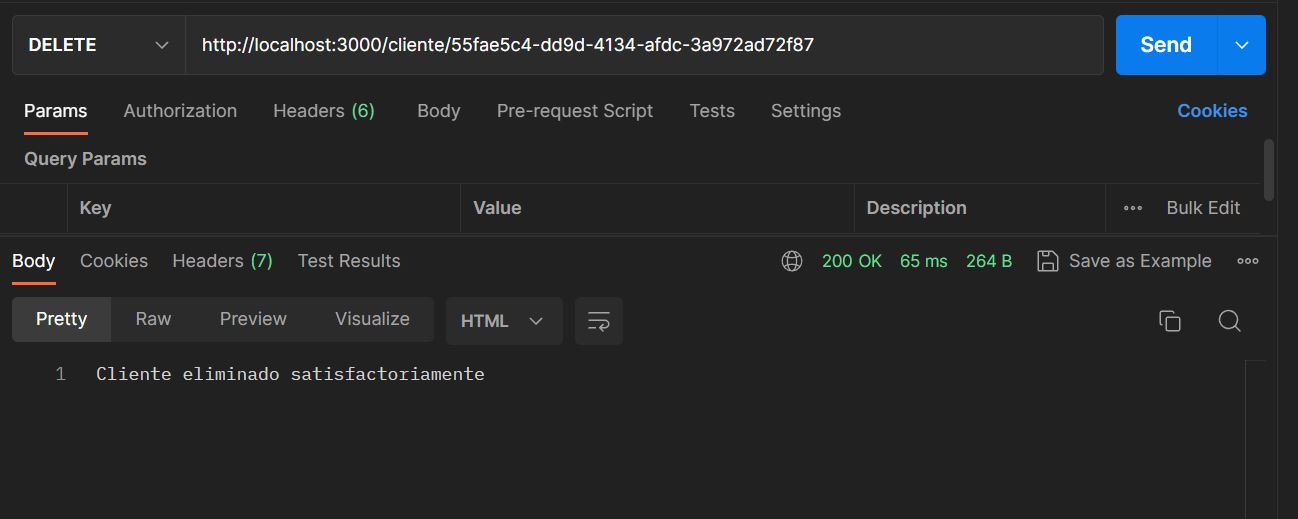 DELETE http://localhost:3000/cliente/55fae5c4-dd9d-4134-afdc-3a972ad72f87 Send
Params Authorization Headers (6) Body Pre-request Script Tests Settings Cookies
Query Params
Key Value Description Bulk Edit
Body Cookies Headers (7) Test Results 200 OK 65 ms 264 B Save as Example
Pretty Raw Preview Visualize HTML
1 Cliente eliminado satisfactoriamente